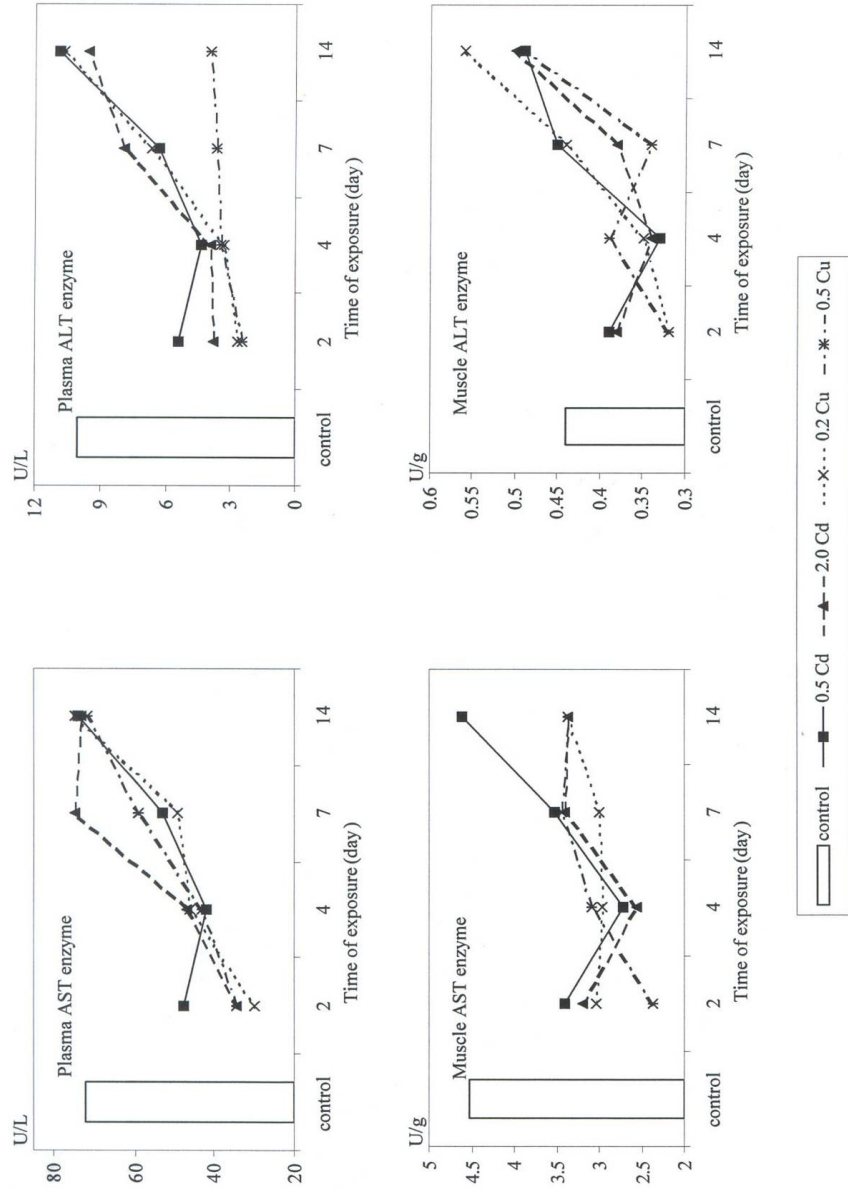 U/L
Plasma AST enzyme
80
60
40
20
control
2
4
7
14
Time of exposure (day)
U/L
Plasma ALT enzyme
12
9
6
3
0
control
2
4
7
14
Time of exposure (day)
U/g
Muscle AST enzyme
5
4.5
4
3.5
3
2.5
2
control
2
4
7
14
Time of exposure (day)
U/g
Muscle ALT enzyme
0.6
0.55
0.5
0.45
0.4
0.35
0.3
control
2
4
7
14
Time of exposure (day)
control 0.5 Cd 2.0 Cd 0.2 Cu 0.5 Cu